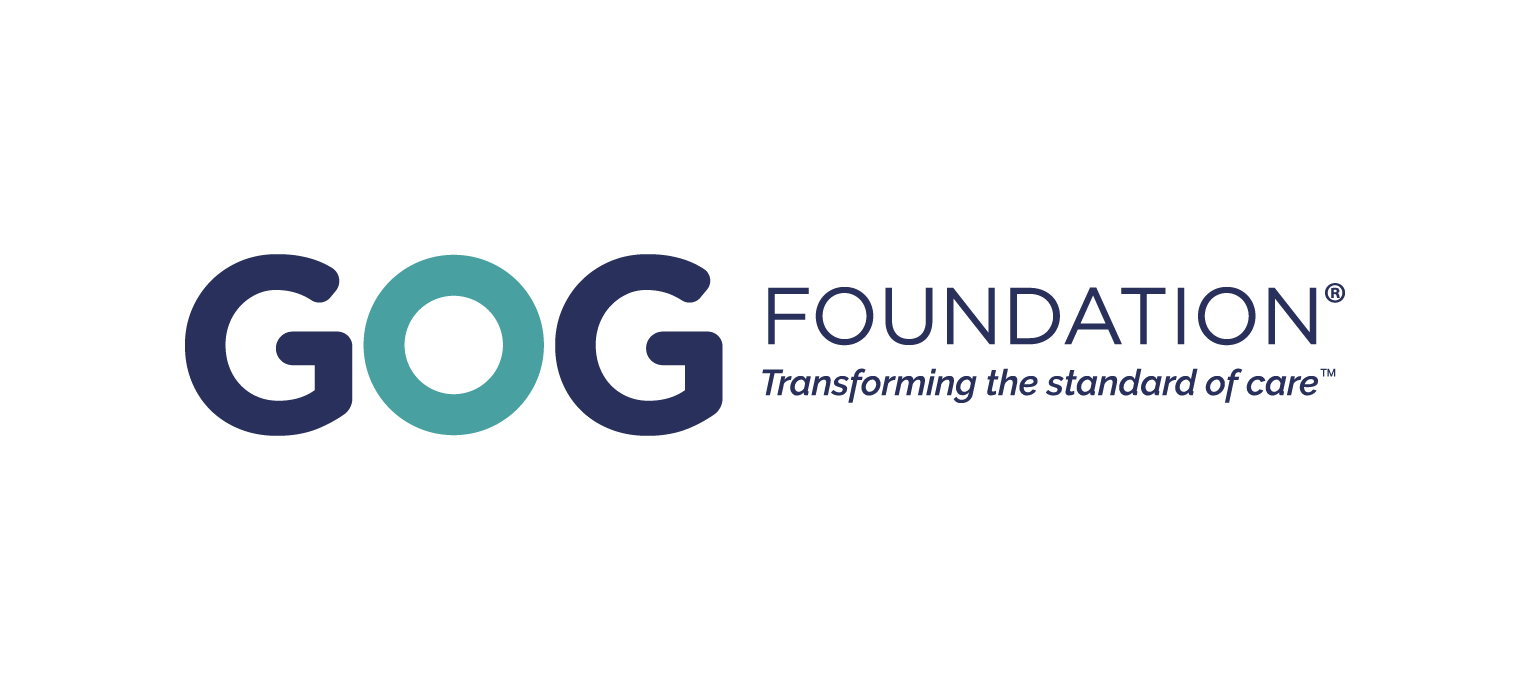 GOG
FOUNDATION®
Transforming the standard of care™